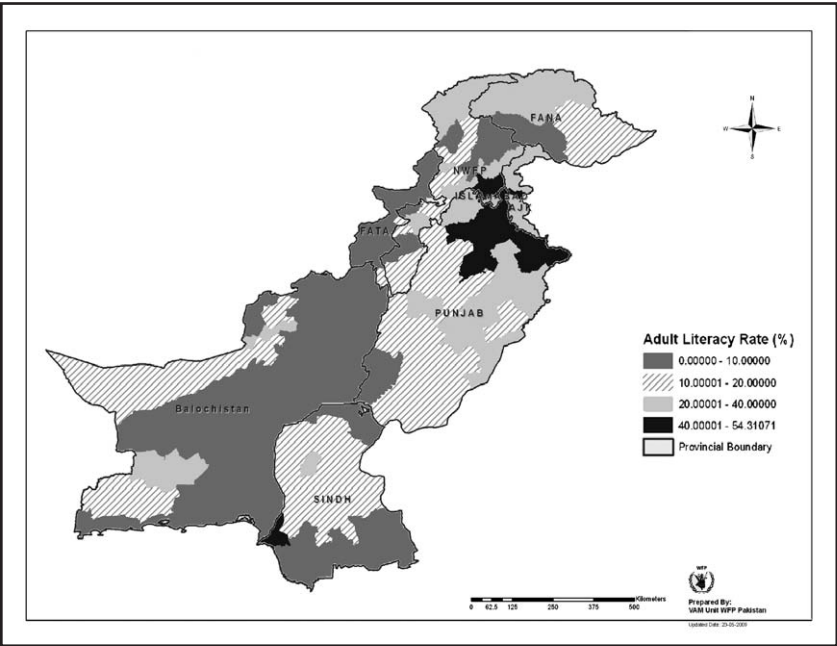 N
W E
S
FANA
NWFP
ISLAMABAD
AJK
FATA
PUNJAB
Balochistan
SINDH
Adult Literacy Rate (%)
0.00000 - 10.00000
10.00001 - 20.00000
20.00001 - 40.00000
40.00001 - 54.31071
Provincial Boundary
Kilometers
0 62.5 125 250 375 500
WFP
Prepared By:
VAM Unit WFP Pakistan